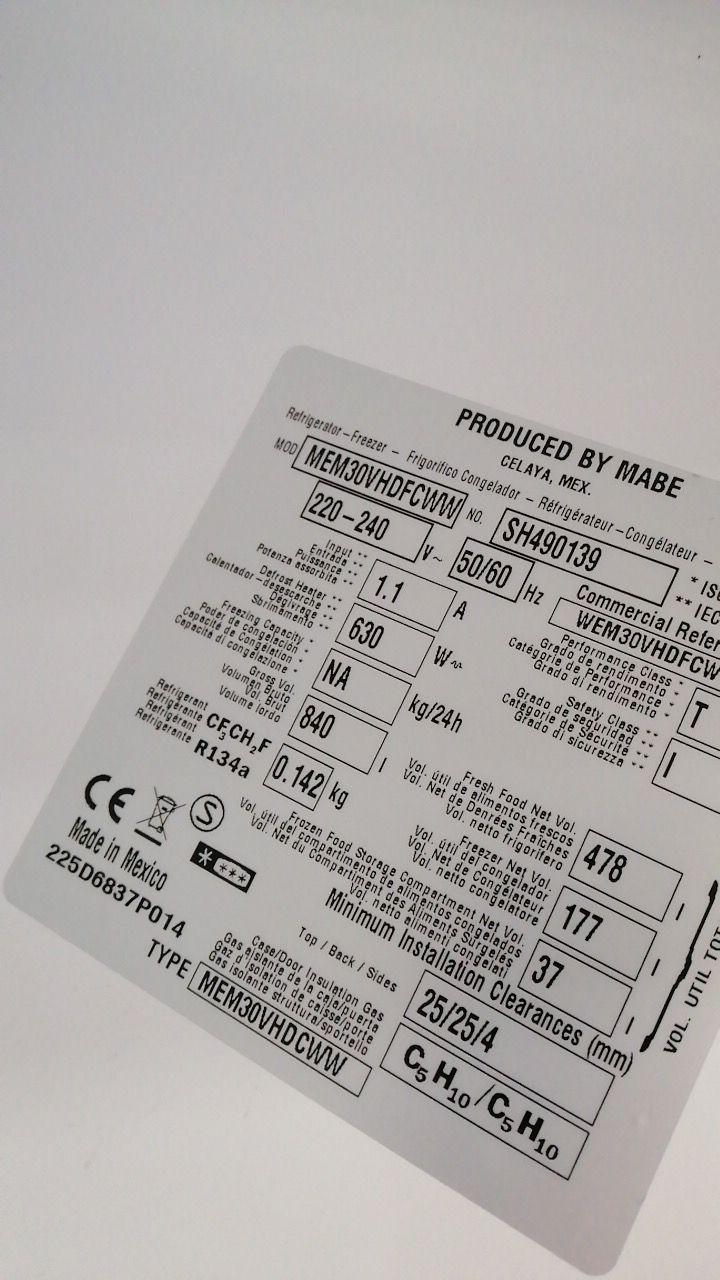 PRODUCED BY MABE
CELAYA, MEX.
Refrigerator-Freezer - Frigorífico Congelador - Réfrigérateur-Congélateur -
MOD MEM30VHDFCWW NO. SH490139
220-240 V~ 50/60 Hz
* IS
** IEC
Input
Entrada
Puissance
Potenza assorbita
1.1 A
Commercial Refer
WEM30VHDFCW
Defrost Heater
Calentador-desescarche
Dégivrage
Sbrinamento
630 W
Performance Class
Grado de rendimiento
Catégorie de Performance
Grado di rendimento
T
Freezing Capacity
Poder de congelación
Capacité de Congélation
Capacità di congelazione
NA kg/24h
Safety Class
Grado de seguridad
Catégorie de Sécurité
Grado di sicurezza
I
Gross Vol.
Volumen Bruto
Vol. Brut
Volume lordo
840 l
Refrigerant
Refrigerante
Réfrigérant
Refrigerante
CF3CH2F
R134a
0.142 kg
Fresh Food Net Vol.
Vol. útil de alimentos frescos
Vol. Net de Denrées Fraîches
Vol. netto frigorifero
478 l
Freezer Net Vol.
Vol. útil del congelador
Vol. Net de Congélateur
Vol. netto congelatore
177 l
Frozen Food Storage Compartment Net Vol.
Vol. útil del compartimento de alimentos congelados
Vol. Net du Compartiment des Aliments Surgelés
Vol. netto alimenti congelati
37 l
VOL. UTIL TOT
CE
S
* ***
Made in Mexico
225D6837P014
Minimum Installation Clearances (mm)
Top / Back / Sides
25/25/4
Case/Door Insulation Gas
Gas aislante de la caja/puerta
Gaz d'isolation de caisse/porte
Gas isolante struttura/sportello
C5H10/C5H10
TYPE MEM30VHDCWW